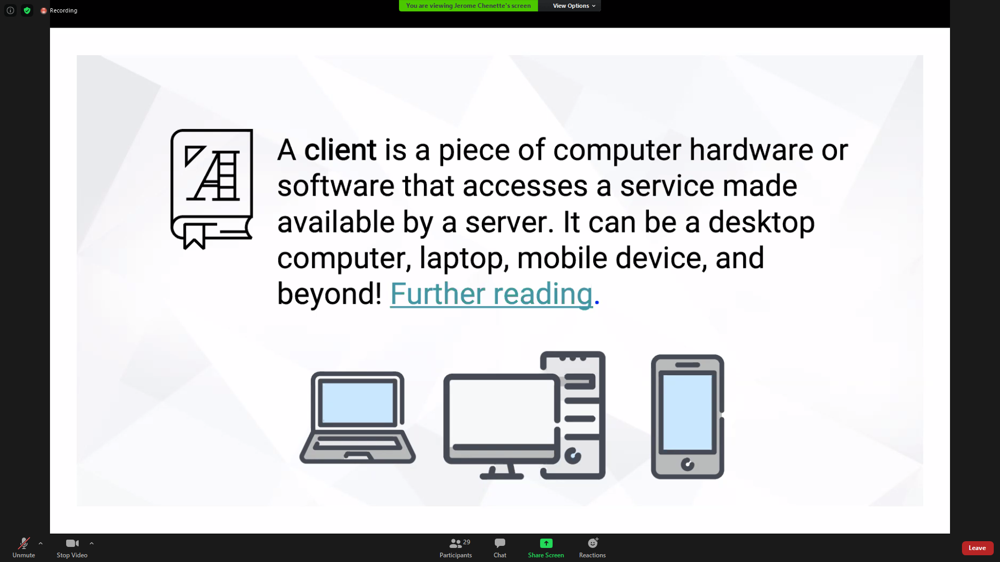 Recording
You are viewing Jerome Chenette's screen View Options
A client is a piece of computer hardware or
software that accesses a service made
available by a server. It can be a desktop
computer, laptop, mobile device, and
beyond! Further reading.
Unmute Stop Video 29 Participants Chat Share Screen Reactions Leave